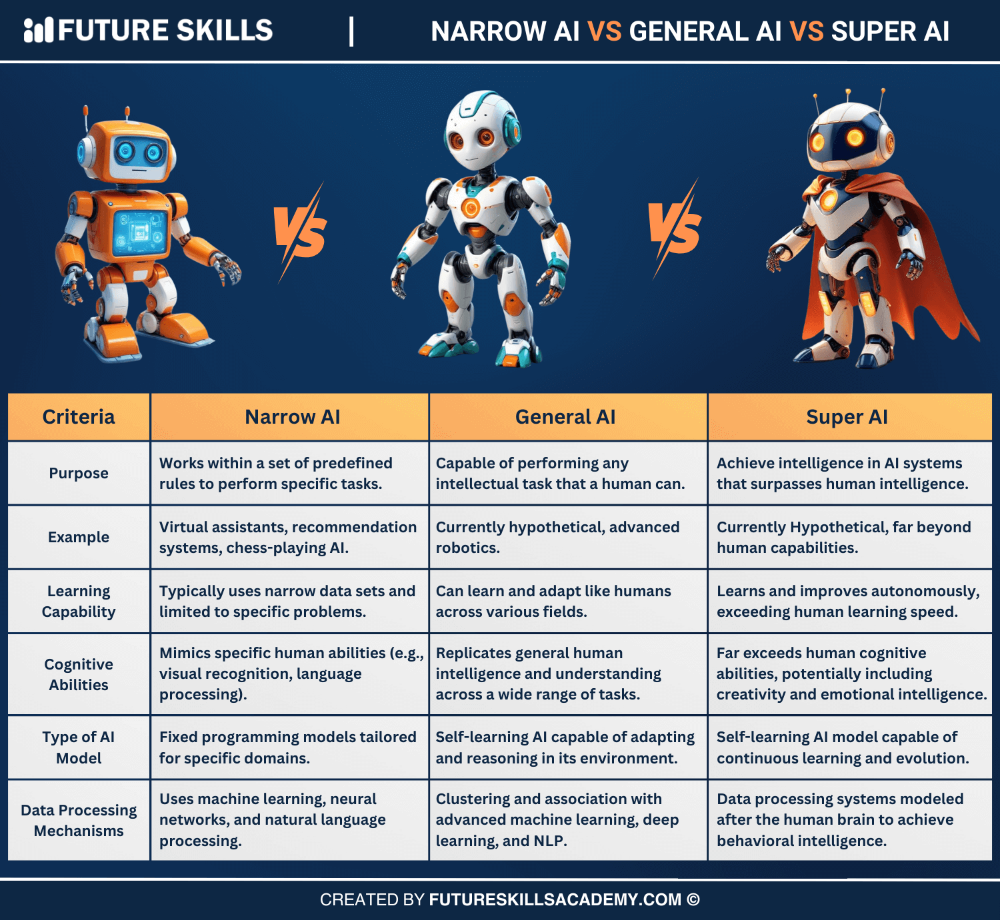 FUTURE SKILLS | NARROW AI VS GENERAL AI VS SUPER AI
VS VS
Criteria Narrow AI General AI Super AI
Purpose
Works within a set of predefined
rules to perform specific tasks.
Capable of performing any
intellectual task that a human can.
Achieve intelligence in AI systems
that surpasses human intelligence.
Example
Virtual assistants, recommendation
systems, chess-playing AI.
Currently hypothetical, advanced
robotics.
Currently Hypothetical, far beyond
human capabilities.
Learning
Capability
Typically uses narrow data sets and
limited to specific problems.
Can learn and adapt like humans
across various fields.
Learns and improves autonomously,
exceeding human learning speed.
Cognitive
Abilities
Mimics specific human abilities (e.g.,
visual recognition, language
processing).
Replicates general human
intelligence and understanding
across a wide range of tasks.
Far exceeds human cognitive
abilities, potentially including
creativity and emotional intelligence.
Type of AI
Model
Fixed programming models tailored
for specific domains.
Self-learning AI capable of adapting
and reasoning in its environment.
Self-learning AI model capable of
continuous learning and evolution.
Data Processing
Mechanisms
Uses machine learning, neural
networks, and natural language
processing.
Clustering and association with
advanced machine learning, deep
learning, and NLP.
Data processing systems modeled
after the human brain to achieve
behavioral intelligence.
CREATED BY FUTURESKILLSACADEMY.COM ©